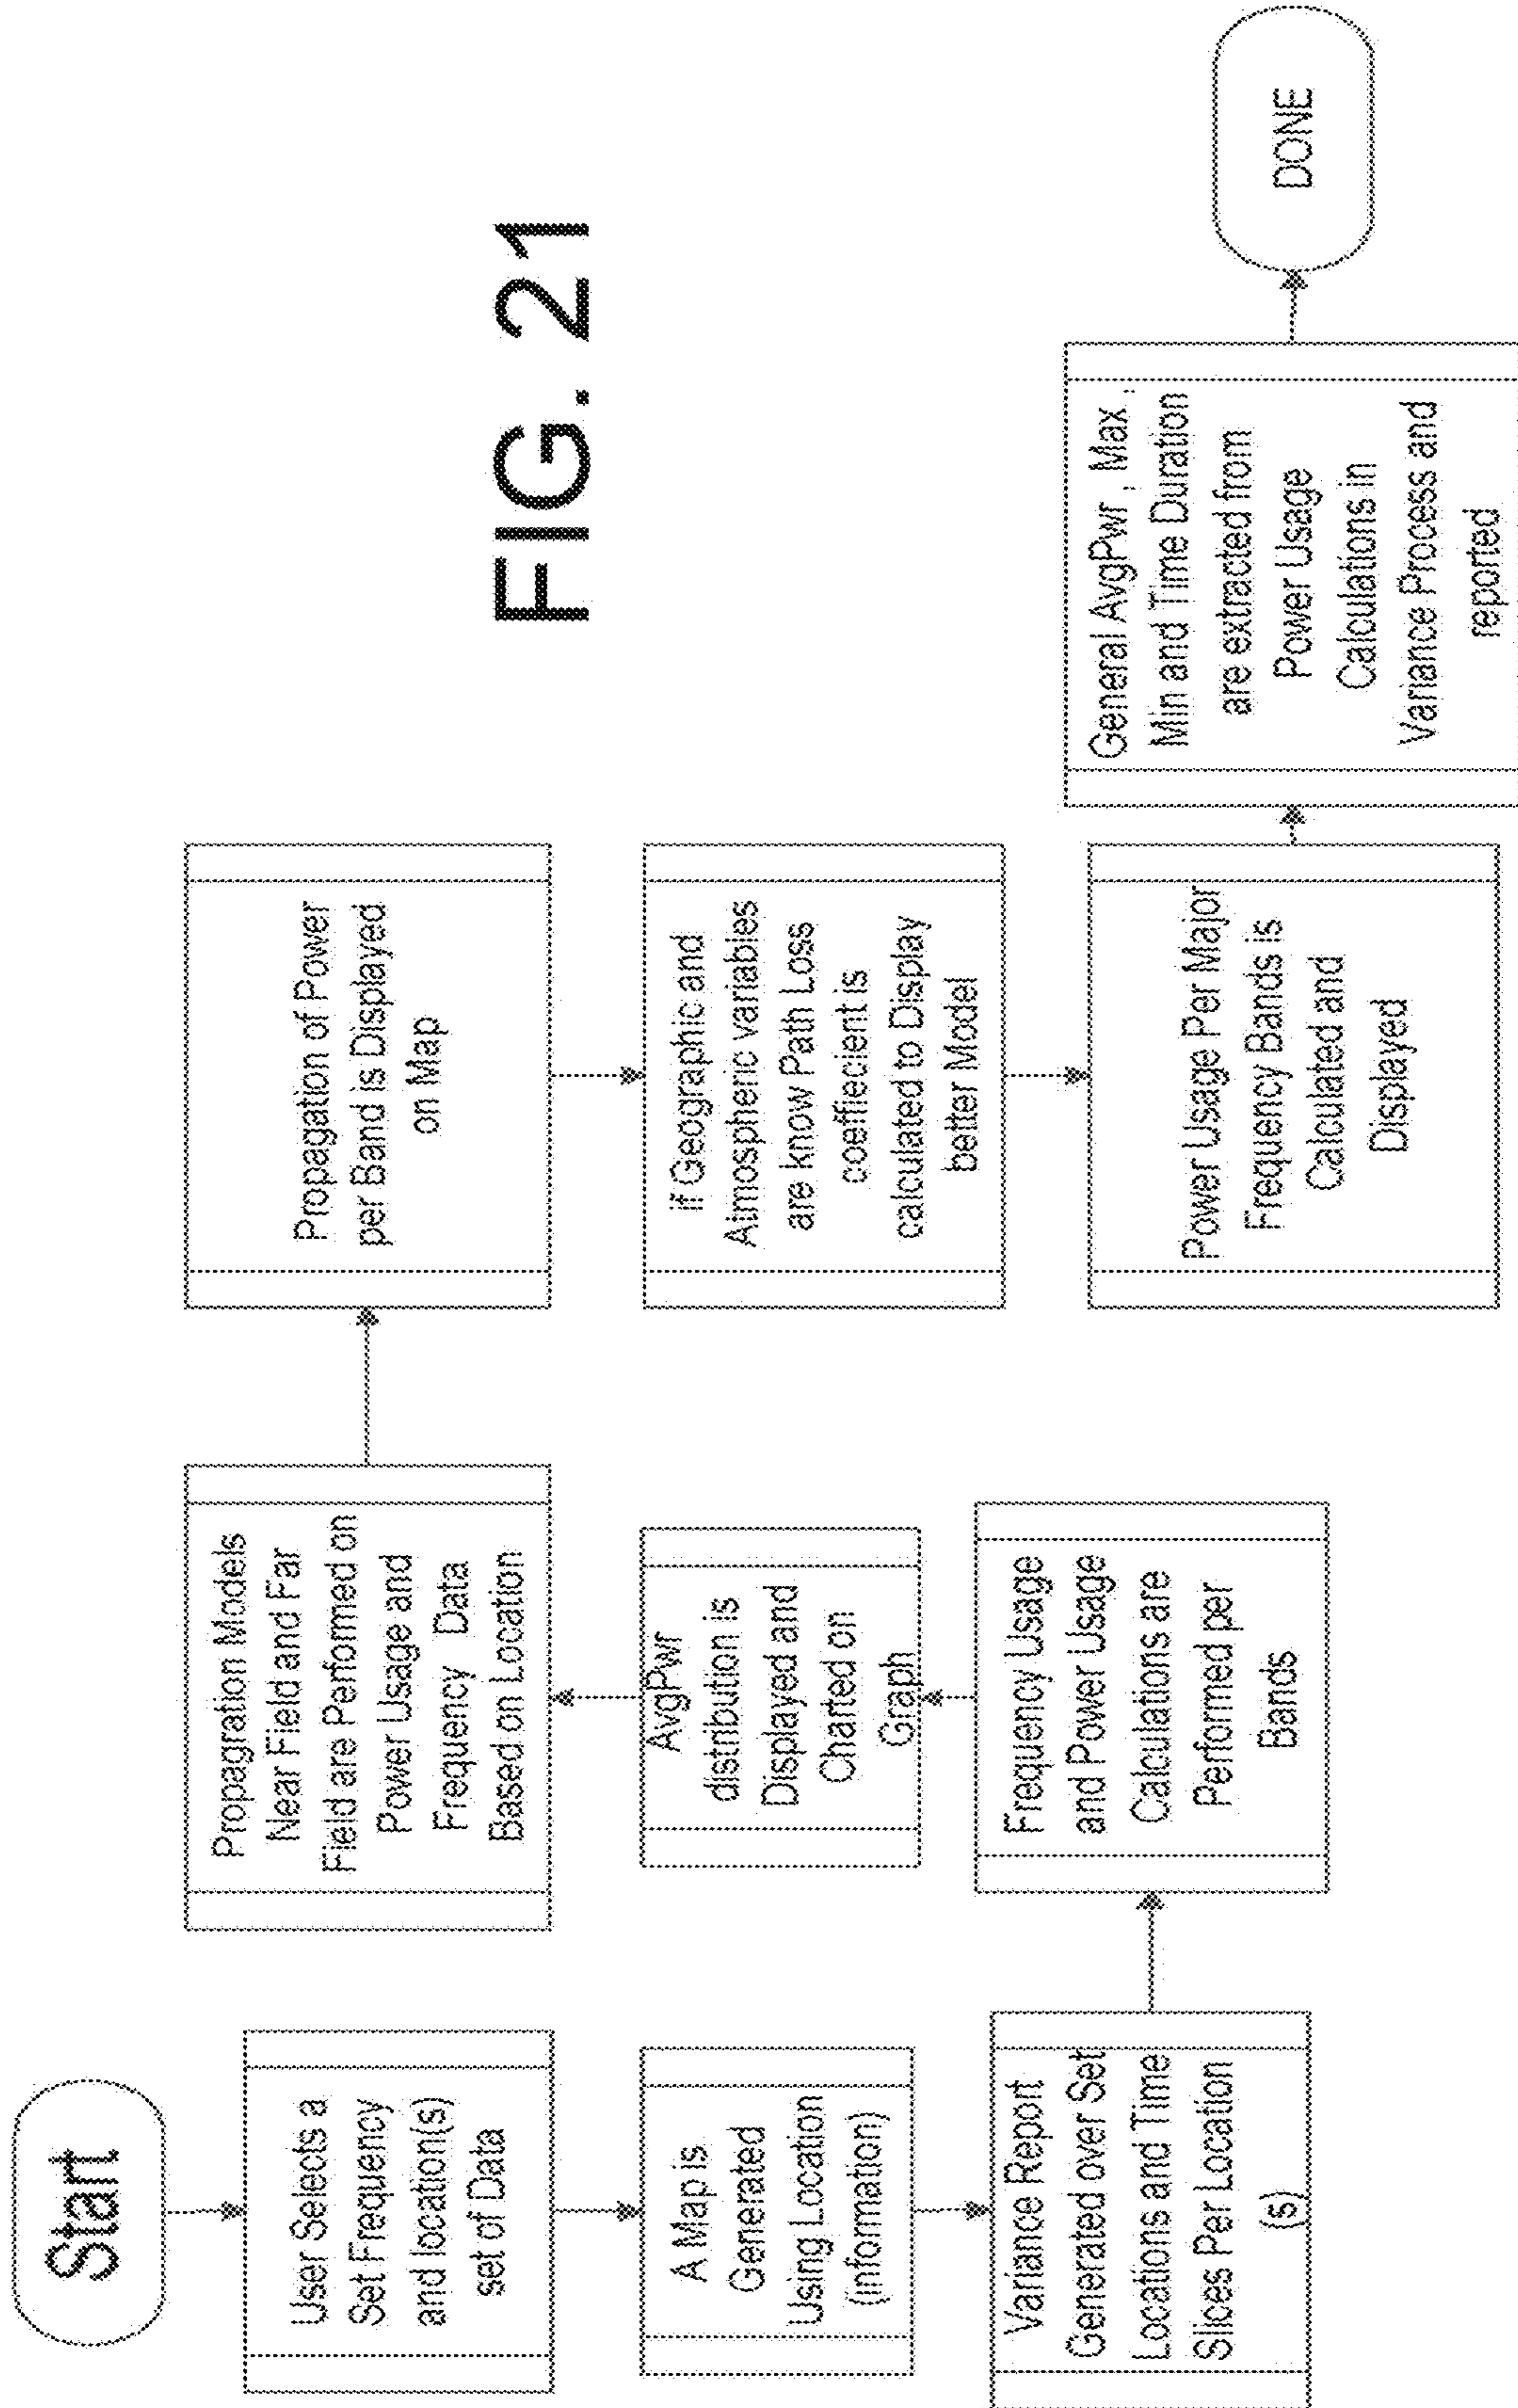 Start
User Selects a
Set Frequency
and location(s)
set of Data
A Map is
Generated
Using Location
(information)
Variance Report
Generated over Set
Locations and Time
Slices Per Location
(s)
Frequency Usage
and Power Usage
Calculations are
Performed per
Bands
AvgPwr
distribution is
Displayed and
Charted on
Graph
Propagration Models
Near Field and Far
Field are Performed on
Power Usage and
Frequency Data
Based on Location
Propagation of Power
per Band is Displayed
on Map
if Geographic and
Atmospheric variables
are know Path Loss
coeffiecient is
calculated to Display
better Model
Power Usage Per Major
Frequency Bands is
Calculated and
Displayed
General AvgPwr , Max ,
Min and Time Duration
are extracted from
Power Usage
Calculations in
Variance Process and
reported
DONE
FIG. 21